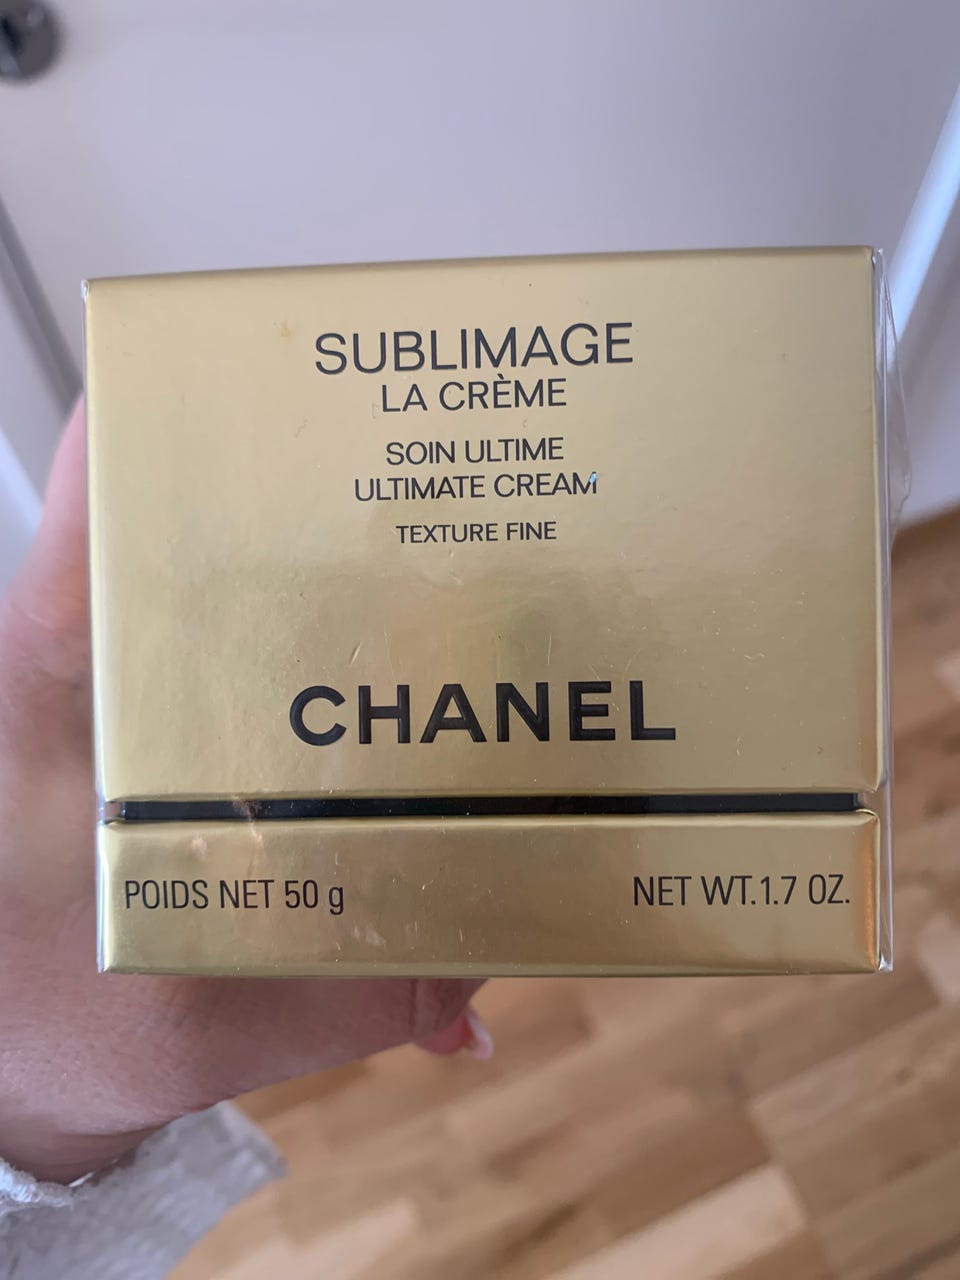 SUBLIMAGE
LA CRÈME
SOIN ULTIME
ULTIMATE CREAM
TEXTURE FINE
CHANEL
POIDS NET 50 g NET WT.1.7 OZ.